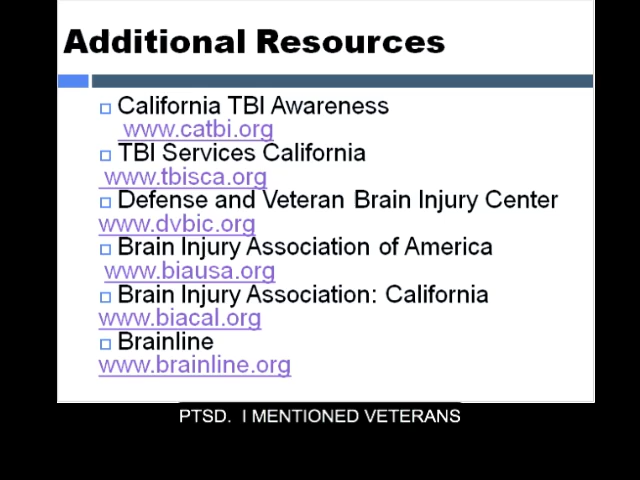 Additional Resources
California TBI Awareness
www.catbi.org
TBI Services California
www.tbisca.org
Defense and Veteran Brain Injury Center
www.dvbic.org
Brain Injury Association of America
www.biausa.org
Brain Injury Association: California
www.biacal.org
Brainline
www.brainline.org
PTSD. I MENTIONED VETERANS